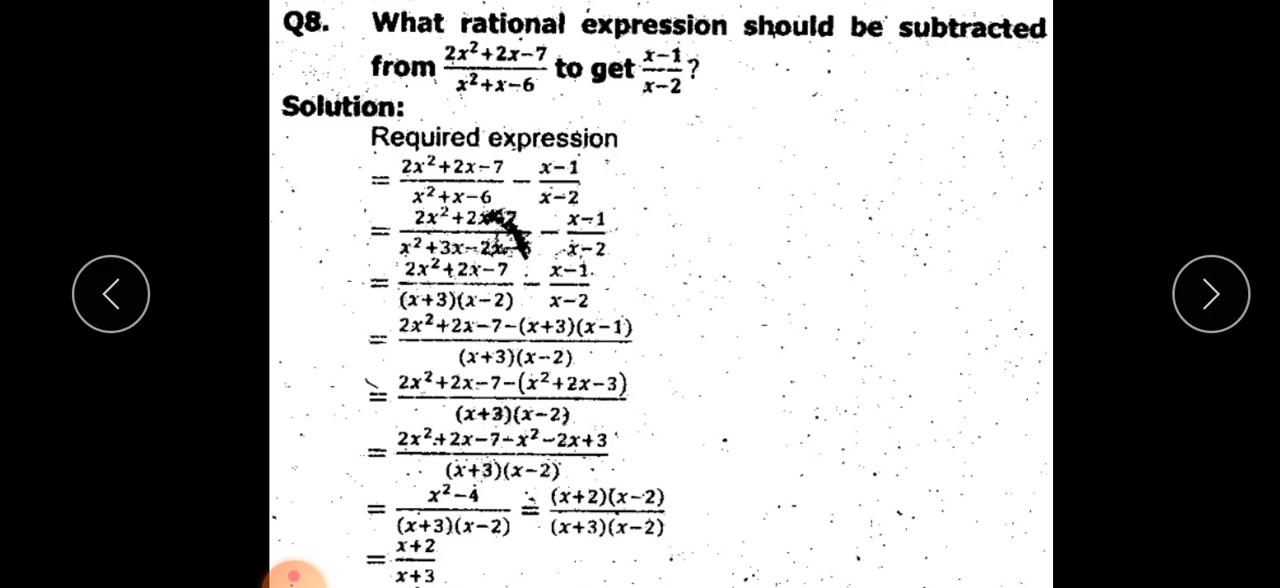 Q8. What rational expression should be subtracted
from (2x²+2x−7)/(x²+x−6) to get (x−1)/(x−2)?
Solution:
Required expression
= (2x²+2x−7)/(x²+x−6) − (x−1)/(x−2)
= (2x²+2x 7)/(x²+3x−2x) − (x−1)/(x−2)
= (2x²+2x−7)/((x+3)(x−2)) − (x−1)/(x−2)
= (2x²+2x−7−(x+3)(x−1))/((x+3)(x−2))
= (2x²+2x−7−(x²+2x−3))/((x+3)(x−2))
= (2x²+2x−7−x²−2x+3)/((x+3)(x−2))
= (x²−4)/((x+3)(x−2)) = ((x+2)(x−2))/((x+3)(x−2))
= (x+2)/(x+3)